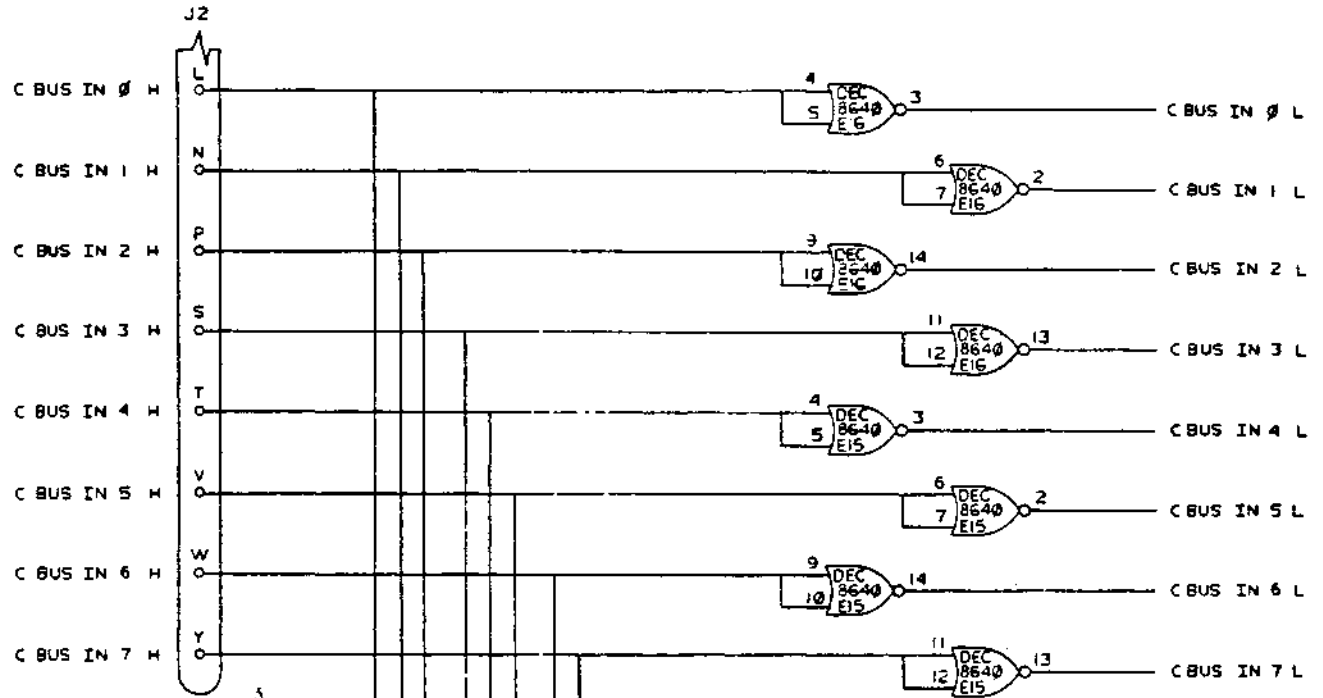 J2
C BUS IN Ø H L 4 5 DEC 8640 E16 3 C BUS IN Ø L
C BUS IN 1 H N 6 7 DEC 8640 E16 2 C BUS IN 1 L
C BUS IN 2 H P 9 10 DEC 8640 E16 14 C BUS IN 2 L
C BUS IN 3 H S 11 12 DEC 8640 E16 13 C BUS IN 3 L
C BUS IN 4 H T 4 5 DEC 8640 E15 3 C BUS IN 4 L
C BUS IN 5 H V 6 7 DEC 8640 E15 2 C BUS IN 5 L
C BUS IN 6 H W 9 10 DEC 8640 E15 14 C BUS IN 6 L
C BUS IN 7 H Y 11 12 DEC 8640 E15 13 C BUS IN 7 L